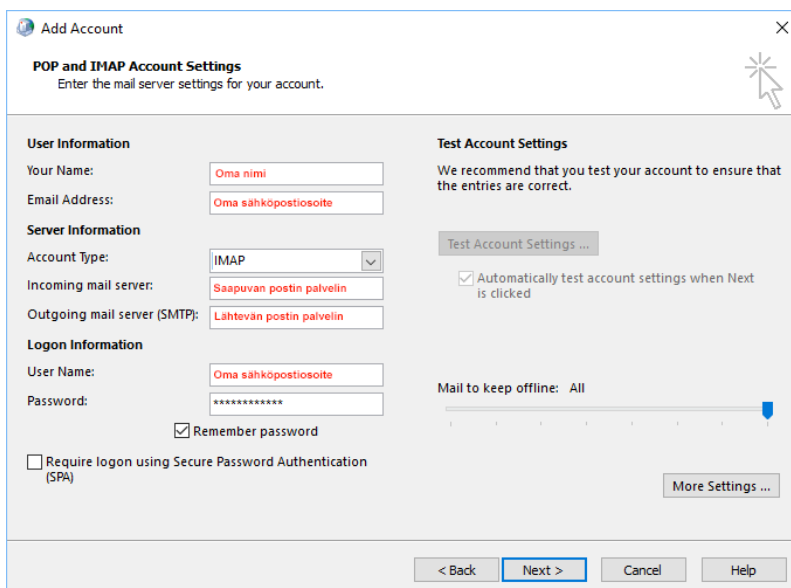 Add Account
POP and IMAP Account Settings
Enter the mail server settings for your account.
User Information
Your Name:
Oma nimi
Email Address:
Oma sähköpostiosoite
Server Information
Account Type:
IMAP
Incoming mail server:
Saapuvan postin palvelin
Outgoing mail server (SMTP):
Lähtevän postin palvelin
Logon Information
User Name:
Oma sähköpostiosoite
Password:
************
Remember password
Require logon using Secure Password Authentication
(SPA)
Test Account Settings
We recommend that you test your account to ensure that
the entries are correct.
Test Account Settings ...
Automatically test account settings when Next
is clicked
Mail to keep offline: All
More Settings ...
< Back
Next >
Cancel
Help